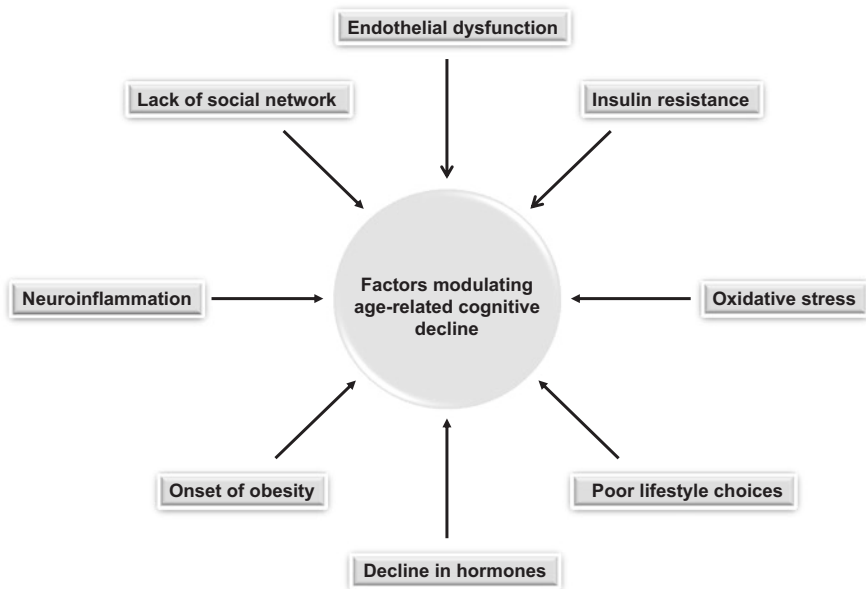 Endothelial dysfunction
Lack of social network
Insulin resistance
Factors modulating
age-related cognitive
decline
Neuroinflammation
Oxidative stress
Onset of obesity
Poor lifestyle choices
Decline in hormones